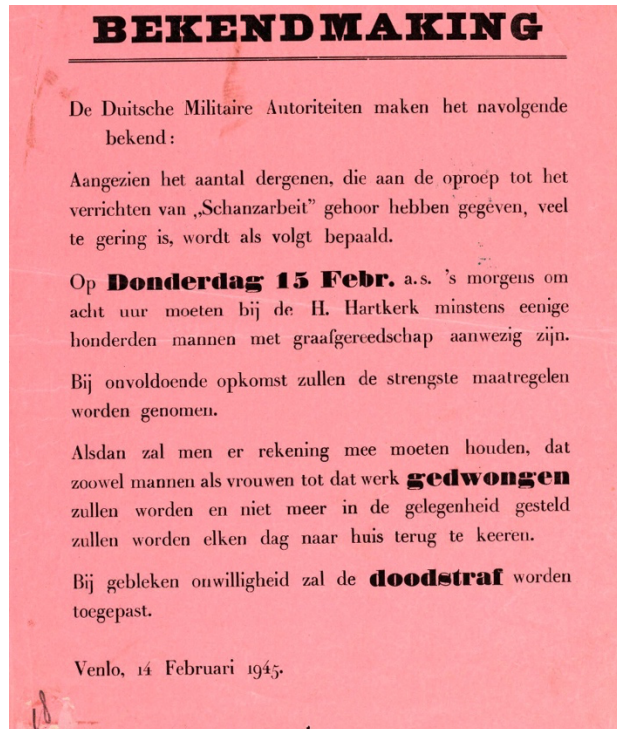 BEKENDMAKING
De Duitsche Militaire Autoriteiten maken het navolgende
bekend:
Aangezien het aantal dergenen, die aan de oproep tot het
verrichten van „Schanzarbeit” gehoor hebben gegeven, veel
te gering is, wordt als volgt bepaald.
Op Donderdag 15 Febr. a.s. 's morgens om
acht uur moeten bij de H. Hartkerk minstens eenige
honderden mannen met graafgereedschap aanwezig zijn.
Bij onvoldoende opkomst zullen de strengste maatregelen
worden genomen.
Alsdan zal men er rekening mee moeten houden, dat
zoowel mannen als vrouwen tot dat werk gedwongen
zullen worden en niet meer in de gelegenheid gesteld
zullen worden elken dag naar huis terug te keeren.
Bij gebleken onwilligheid zal de doodstraf worden
toegepast.
Venlo, 14 Februari 1945.
18